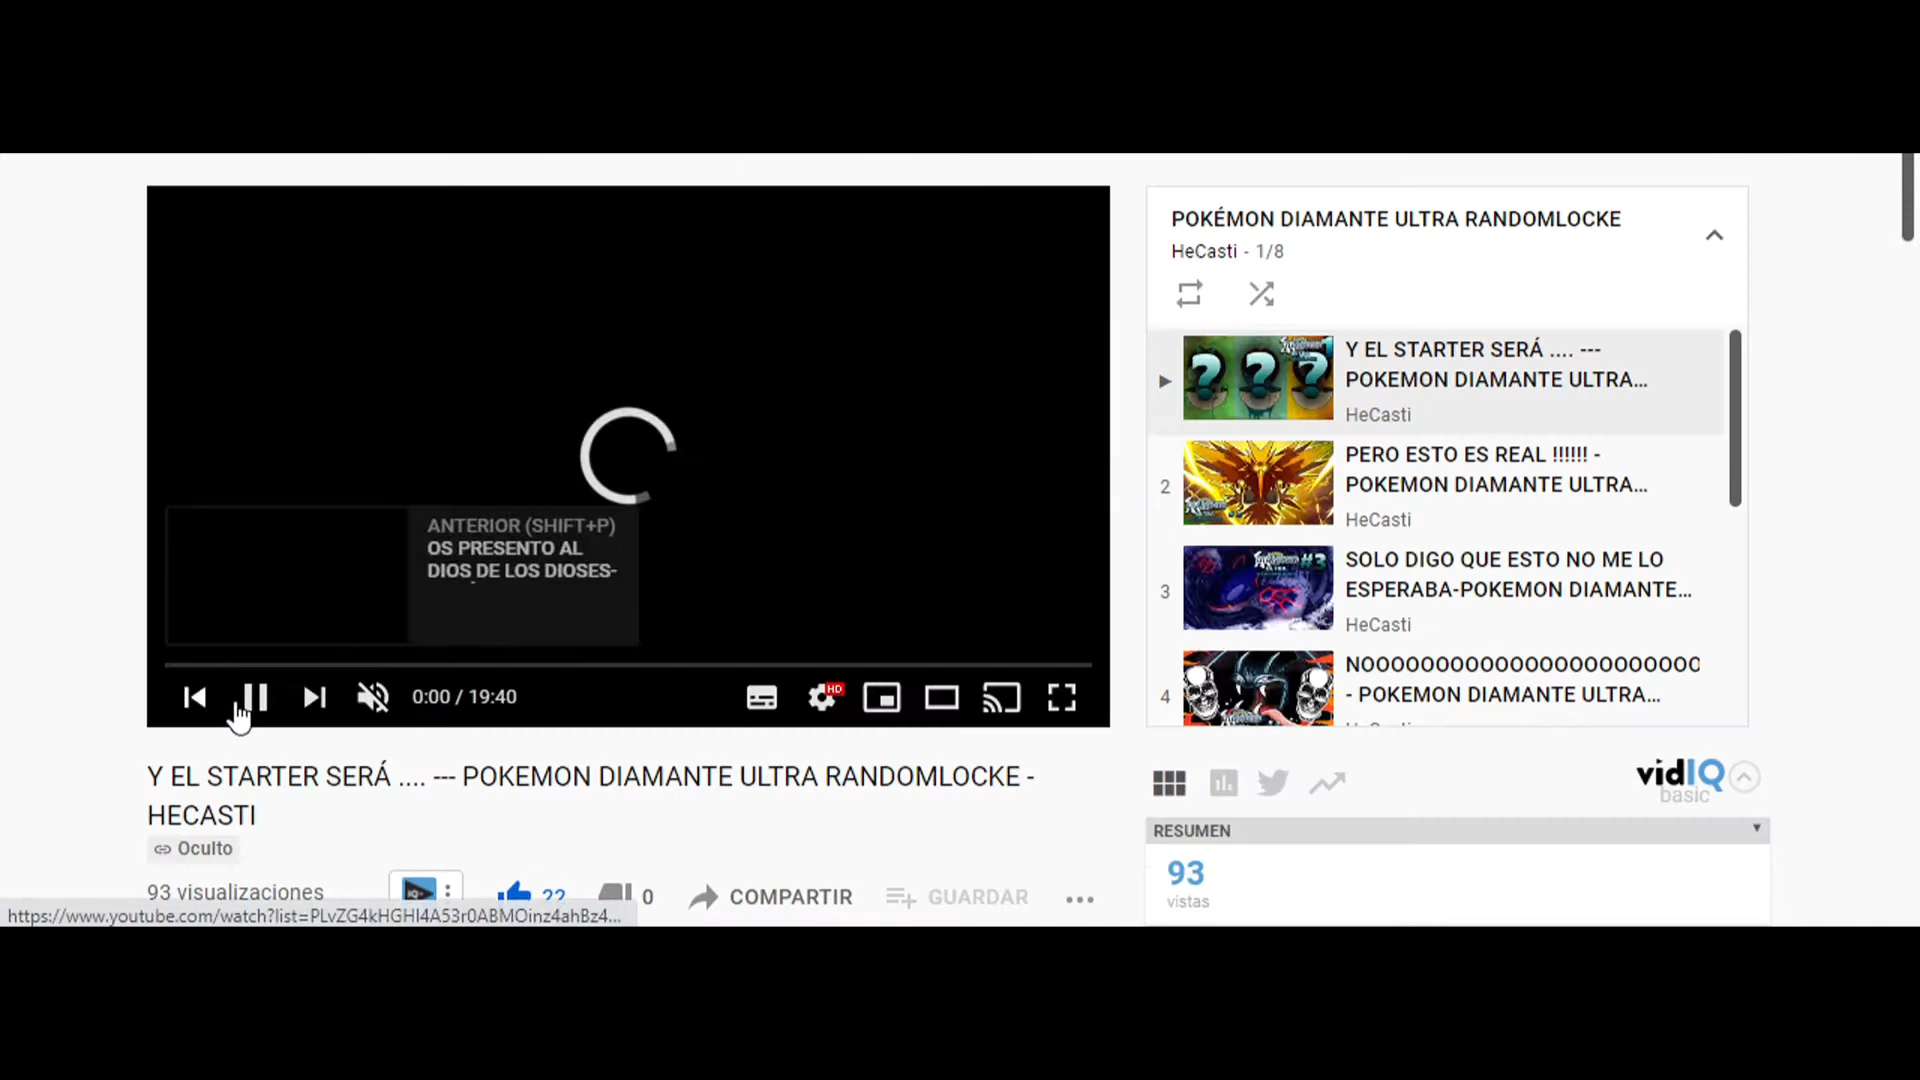 ANTERIOR (SHIFT+P)
OS PRESENTO AL
DIOS DE LOS DIOSES-
HD
0:00 / 19:40
Y EL STARTER SERÁ .... --- POKEMON DIAMANTE ULTRA RANDOMLOCKE -
HECASTI
Oculto
93 visualizaciones
22
0
COMPARTIR
GUARDAR
https://www.youtube.com/watch?list=PLvZG4kHGHI4A53r0ABMOinz4ahBz4...
POKÉMON DIAMANTE ULTRA RANDOMLOCKE
HeCasti - 1/8
Y EL STARTER SERÁ .... ---
POKEMON DIAMANTE ULTRA...
HeCasti
2
PERO ESTO ES REAL !!!!!! -
POKEMON DIAMANTE ULTRA...
HeCasti
3
#3
SOLO DIGO QUE ESTO NO ME LO
ESPERABA-POKEMON DIAMANTE...
HeCasti
4
NOOOOOOOOOOOOOOOOOOOOOOO
- POKEMON DIAMANTE ULTRA...
vidIQ
basic
RESUMEN
93
vistas